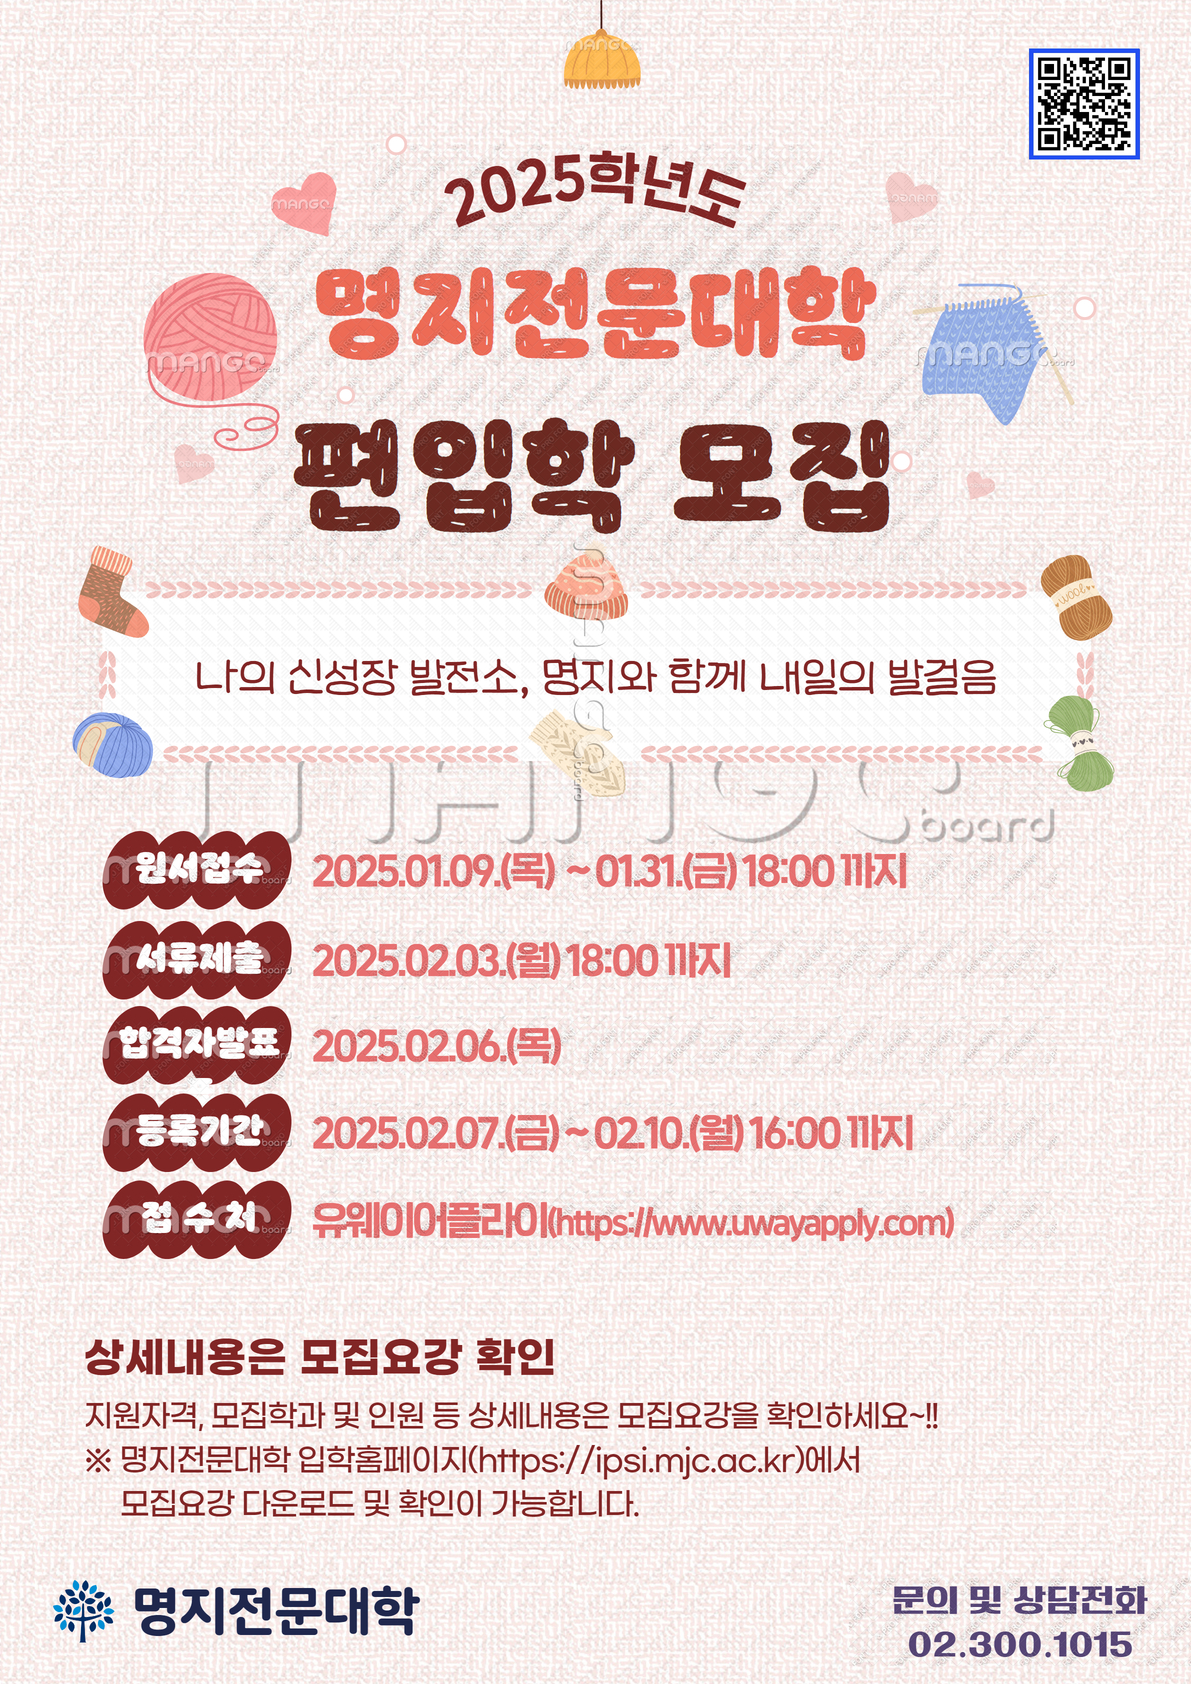 2025학년도
명지전문대학
편입학 모집
나의 신성장 발전소, 명지와 함께 내일의 발걸음
원서접수 2025.01.09.(목) ~ 01.31.(금) 18:00 까지
서류제출 2025.02.03.(월) 18:00 까지
합격자발표 2025.02.06.(목)
등록기간 2025.02.07.(금) ~ 02.10.(월) 16:00 까지
접 수 처 유웨이어플라이(https://www.uwayapply.com)
상세내용은 모집요강 확인
지원자격, 모집학과 및 인원 등 상세내용은 모집요강을 확인하세요~!!
※ 명지전문대학 입학홈페이지(https://ipsi.mjc.ac.kr)에서
모집요강 다운로드 및 확인이 가능합니다.
명지전문대학
문의 및 상담전화
02.300.1015
MANGO board